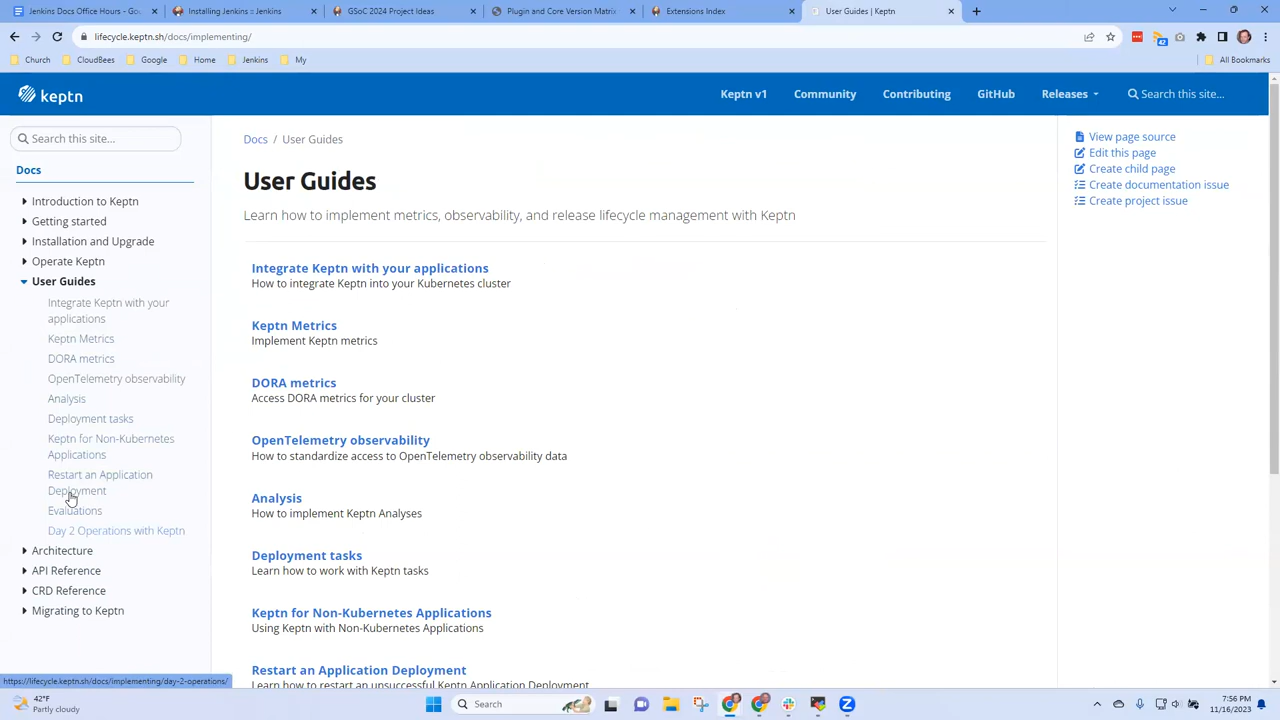 Jenkins Docs Office Hours - Go
Installing Jenkins :: Jenkins
GSoC 2024 Project Ideas
Plugin and Core Version Matrix
Extensions Index
User Guides | Keptn
lifecycle.keptn.sh/docs/implementing/
Church
CloudBees
Google
Home
Jenkins
My
All Bookmarks
keptn
Keptn v1
Community
Contributing
GitHub
Releases
Search this site...
Search this site...
Docs
Introduction to Keptn
Getting started
Installation and Upgrade
Operate Keptn
User Guides
Integrate Keptn with your
applications
Keptn Metrics
DORA metrics
OpenTelemetry observability
Analysis
Deployment tasks
Keptn for Non-Kubernetes
Applications
Restart an Application
Deployment
Evaluations
Day 2 Operations with Keptn
Architecture
API Reference
CRD Reference
Migrating to Keptn
Docs / User Guides
User Guides
Learn how to implement metrics, observability, and release lifecycle management with Keptn
Integrate Keptn with your applications
How to integrate Keptn into your Kubernetes cluster
Keptn Metrics
Implement Keptn metrics
DORA metrics
Access DORA metrics for your cluster
OpenTelemetry observability
How to standardize access to OpenTelemetry observability data
Analysis
How to implement Keptn Analyses
Deployment tasks
Learn how to work with Keptn tasks
Keptn for Non-Kubernetes Applications
Using Keptn with Non-Kubernetes Applications
Restart an Application Deployment
Learn how to restart an unsuccessful Keptn Application Deployment
View page source
Edit this page
Create child page
Create documentation issue
Create project issue
https://lifecycle.keptn.sh/docs/implementing/day-2-operations/
42°F
Partly cloudy
Search
7:56 PM
11/16/2023